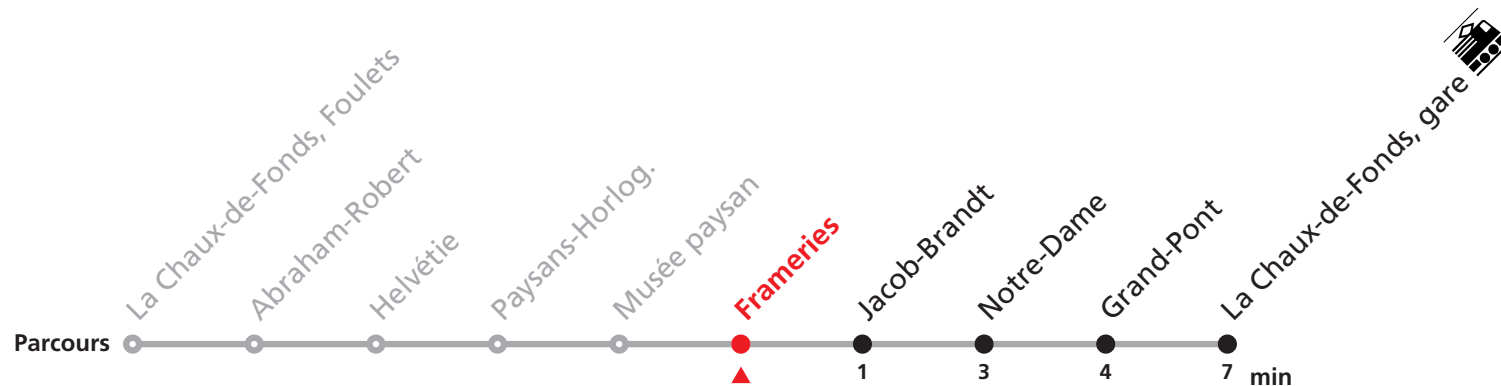 La Chaux-de-Fonds, Foulets
Abraham-Robert
Helvétie
Paysans-Horlog.
Musée paysan
Frameries
Jacob-Brandt
Notre-Dame
Grand-Pont
La Chaux-de-Fonds, gare
Parcours
1 3 4 7 min